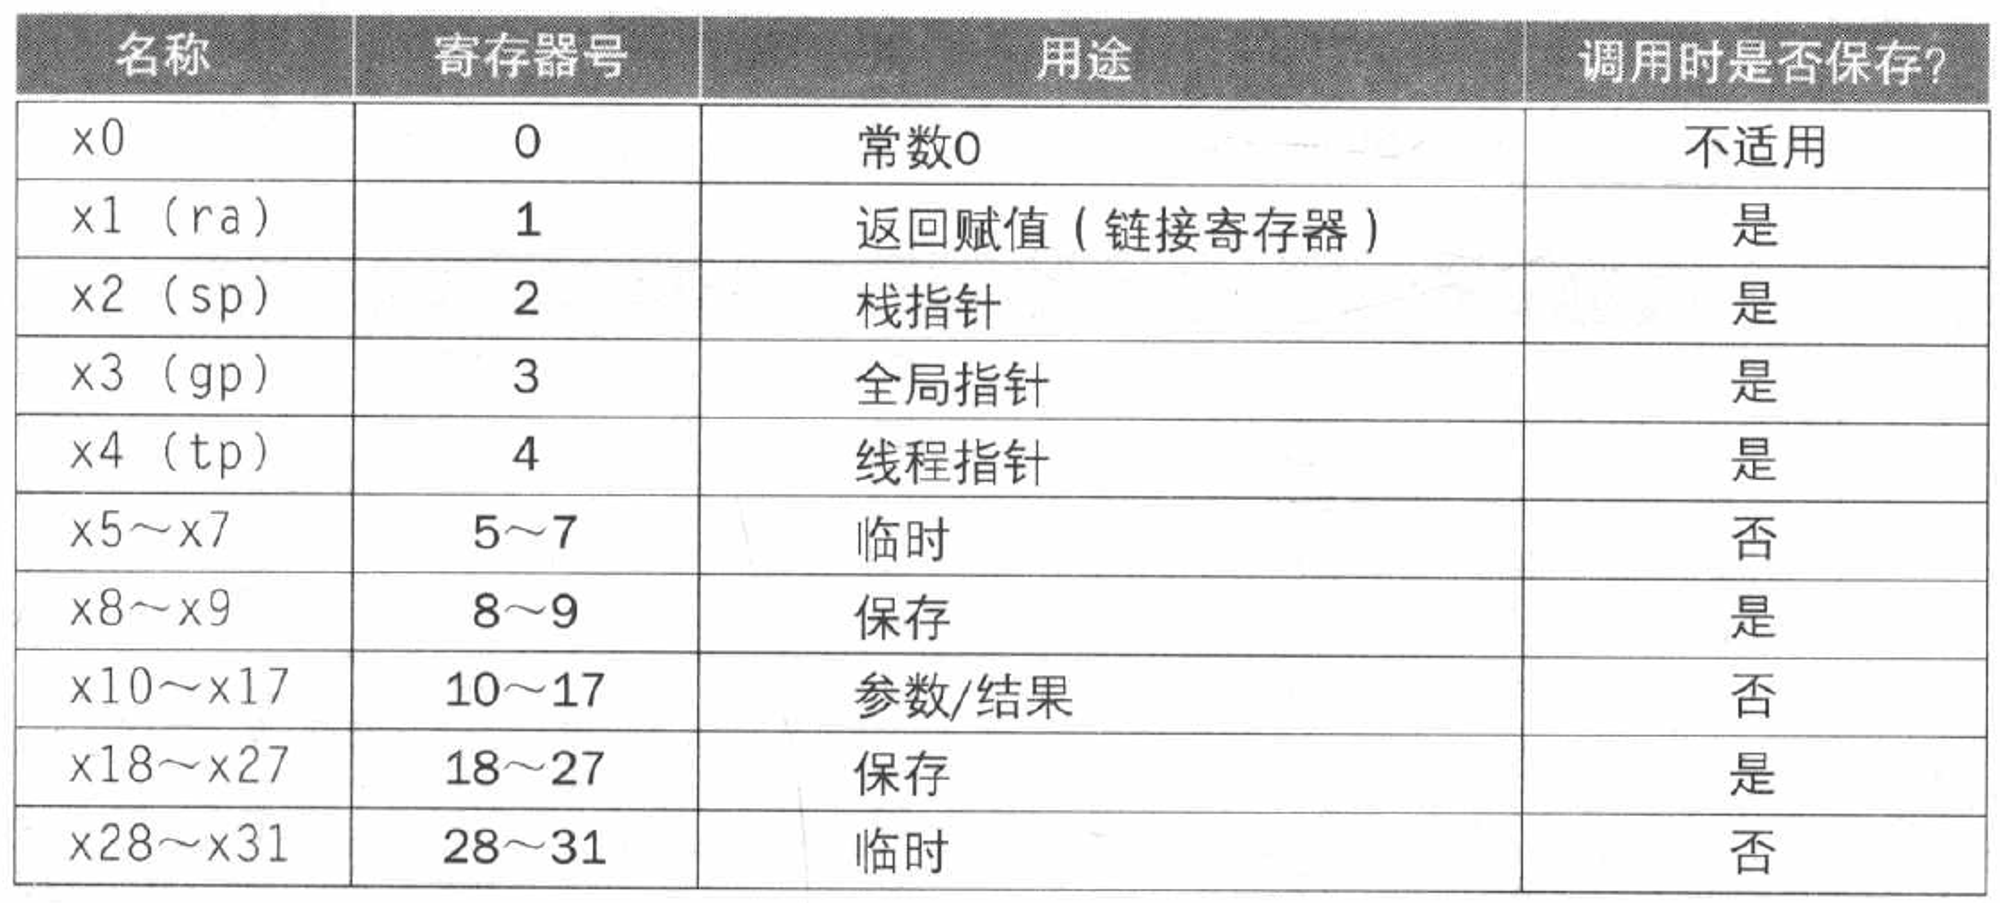 名称 寄存器号 用途 调用时是否保存?
x0 0 常数0 不适用
x1 (ra) 1 返回赋值(链接寄存器) 是
x2 (sp) 2 栈指针 是
x3 (gp) 3 全局指针 是
x4 (tp) 4 线程指针 是
x5～x7 5～7 临时 否
x8～x9 8～9 保存 是
x10～x17 10～17 参数/结果 否
x18～x27 18～27 保存 是
x28～x31 28～31 临时 否